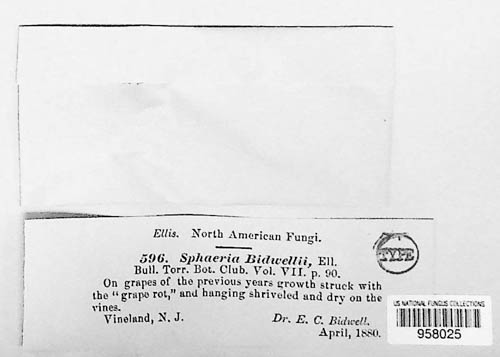 Ellis. North American Fungi.
596. Sphaeria Bidwellii, Ell.
Bull. Torr. Bot. Club. Vol. VII. p. 90.
On grapes of the previous years growth struck with
the "grape rot," and hanging shriveled and dry on the
vines.
Vineland, N. J. Dr. E. C. Bidwell.
April, 1880.
TYPE
US NATIONAL FUNGUS COLLECTIONS
958025